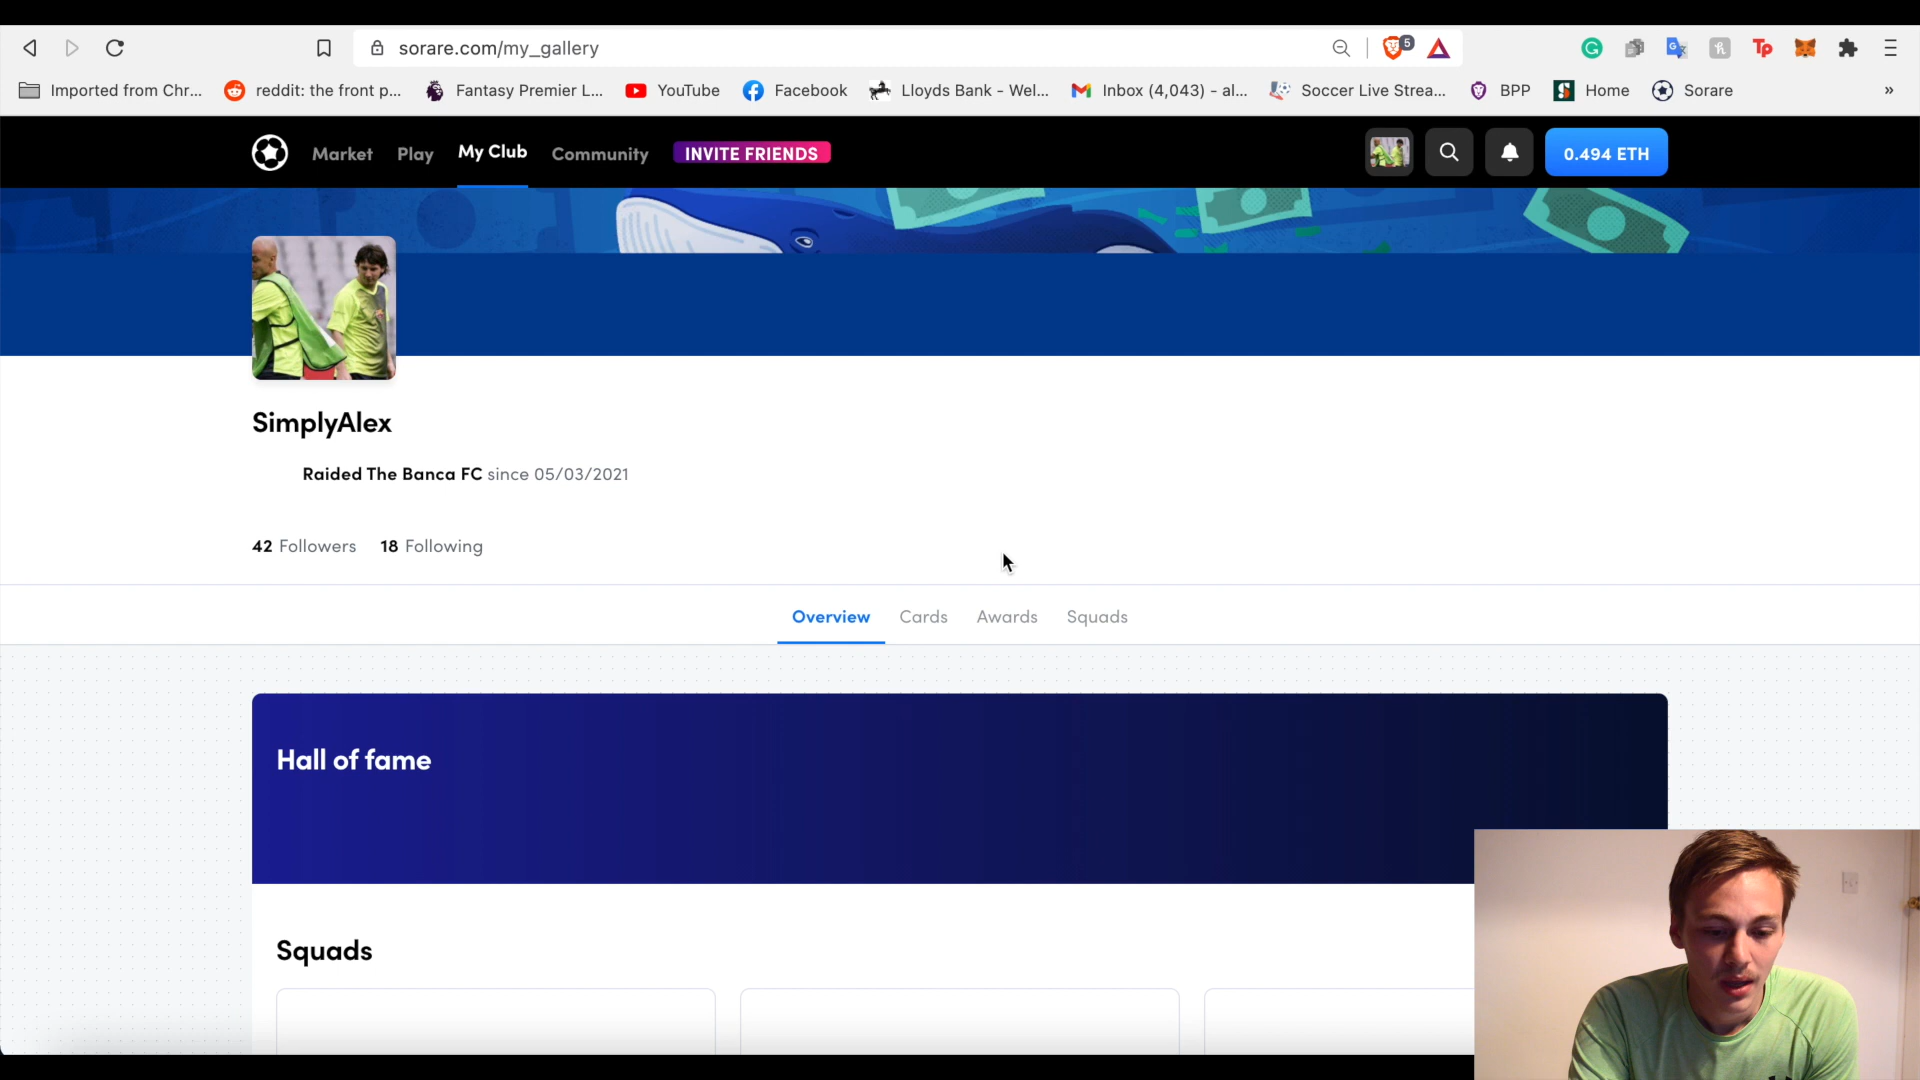 sorare.com/my_gallery
5
Imported from Chr...
reddit: the front p...
Fantasy Premier L...
YouTube
Facebook
Lloyds Bank - Wel...
Inbox (4,043) - al...
Soccer Live Strea...
BPP
Home
Sorare
»
Market
Play
My Club
Community
INVITE FRIENDS
0.494 ETH
SimplyAlex
Raided The Banca FC since 05/03/2021
42 Followers
18 Following
Overview
Cards
Awards
Squads
Hall of fame
Squads